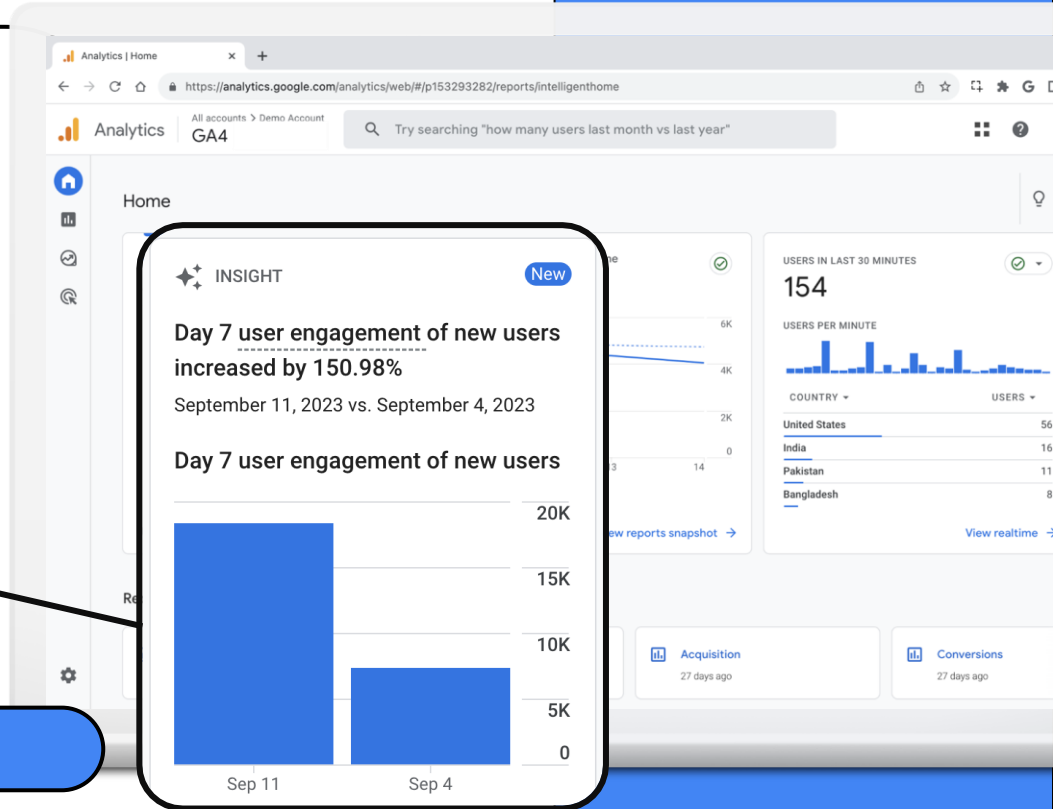 Analytics | Home
https://analytics.google.com/analytics/web/#/p153293282/reports/intelligenthome
G
Analytics
All accounts > Demo Account
GA4
Try searching "how many users last month vs last year"
Home
INSIGHT
New
Day 7 user engagement of new users
increased by 150.98%
September 11, 2023 vs. September 4, 2023
Day 7 user engagement of new users
20K
15K
10K
5K
0
Sep 11
Sep 4
6K
4K
2K
0
14
reports snapshot
USERS IN LAST 30 MINUTES
154
USERS PER MINUTE
COUNTRY
USERS
United States
56
India
16
Pakistan
11
Bangladesh
8
View realtime
Acquisition
27 days ago
Conversions
27 days ago